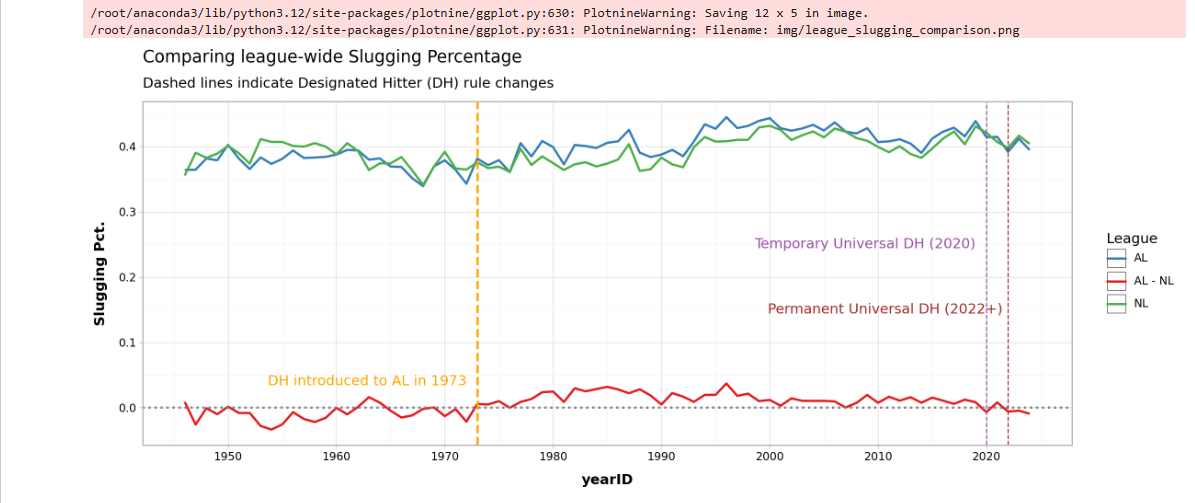 /root/anaconda3/lib/python3.12/site-packages/plotnine/ggplot.py:630: PlotnineWarning: Saving 12 x 5 in image.
/root/anaconda3/lib/python3.12/site-packages/plotnine/ggplot.py:631: PlotnineWarning: Filename: img/league_slugging_comparison.png
Comparing league-wide Slugging Percentage
Dashed lines indicate Designated Hitter (DH) rule changes
Slugging Pct.
0.4
0.3
0.2
0.1
0.0
Temporary Universal DH (2020)
Permanent Universal DH (2022+)
DH introduced to AL in 1973
1950 1960 1970 1980 1990 2000 2010 2020
yearID
League
AL
AL - NL
NL